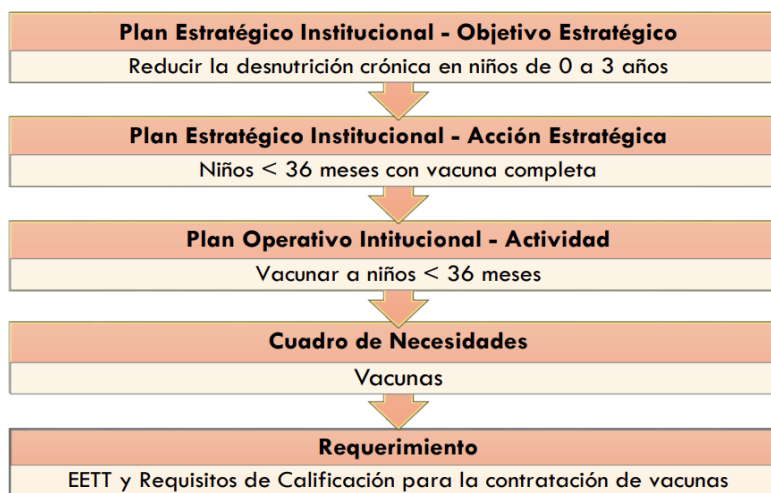 Plan Estratégico Institucional - Objetivo Estratégico
Reducir la desnutrición crónica en niños de 0 a 3 años
Plan Estratégico Institucional - Acción Estratégica
Niños < 36 meses con vacuna completa
Plan Operativo Intitucional - Actividad
Vacunar a niños < 36 meses
Cuadro de Necesidades
Vacunas
Requerimiento
EETT y Requisitos de Calificación para la contratación de vacunas